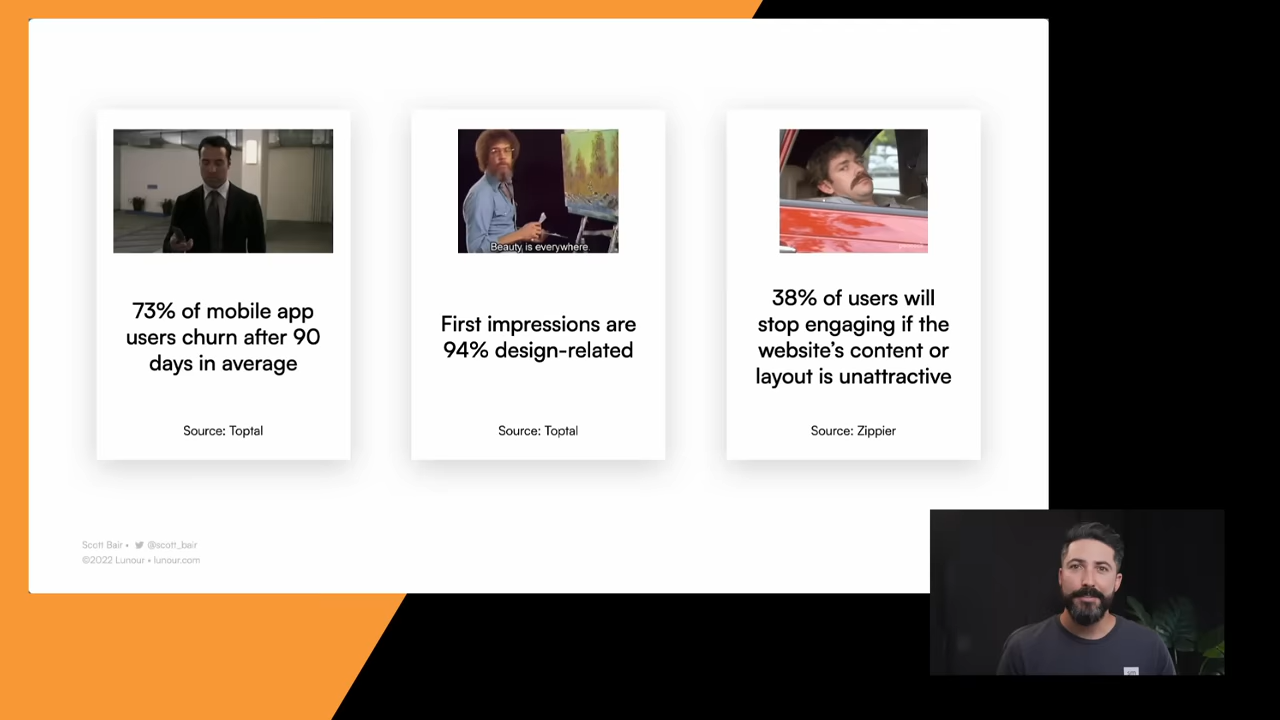 Beauty is everywhere.
73% of mobile app
users churn after 90
days in average
Source: Toptal
First impressions are
94% design-related
Source: Toptal
38% of users will
stop engaging if the
website's content or
layout is unattractive
Source: Zippier
Scott Bair • @scott_bair
©2022 Lunour • lunour.com